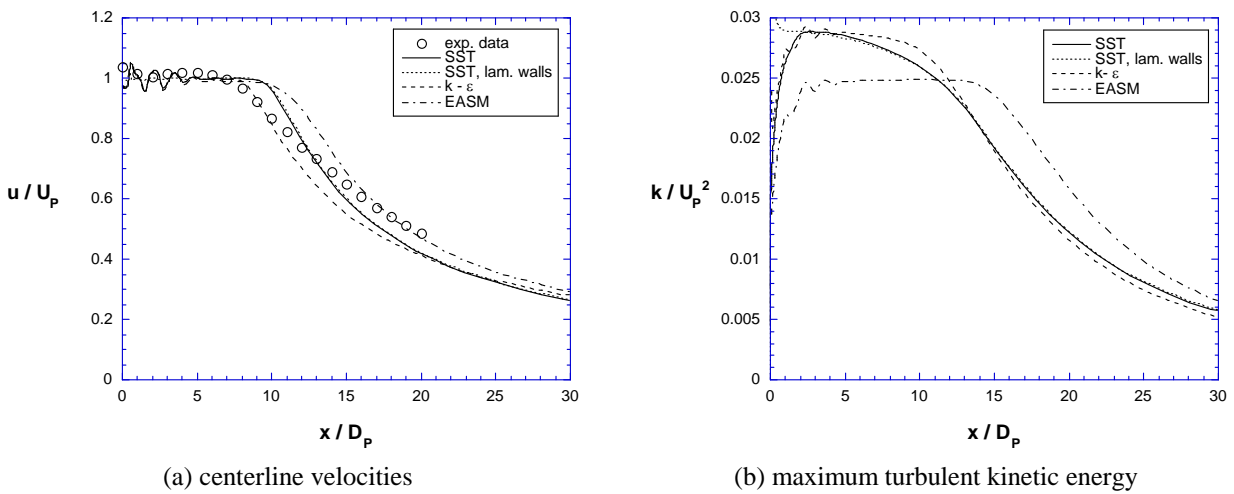 1.2
1
0.8
0.6
0.4
0.2
0
u / U_P
0 5 10 15 20 25 30
x / D_P
exp. data
SST
SST, lam. walls
k - ε
EASM
(a) centerline velocities
0.03
0.025
0.02
0.015
0.01
0.005
0
k / U_P^2
0 5 10 15 20 25 30
x / D_P
SST
SST, lam. walls
k - ε
EASM
(b) maximum turbulent kinetic energy